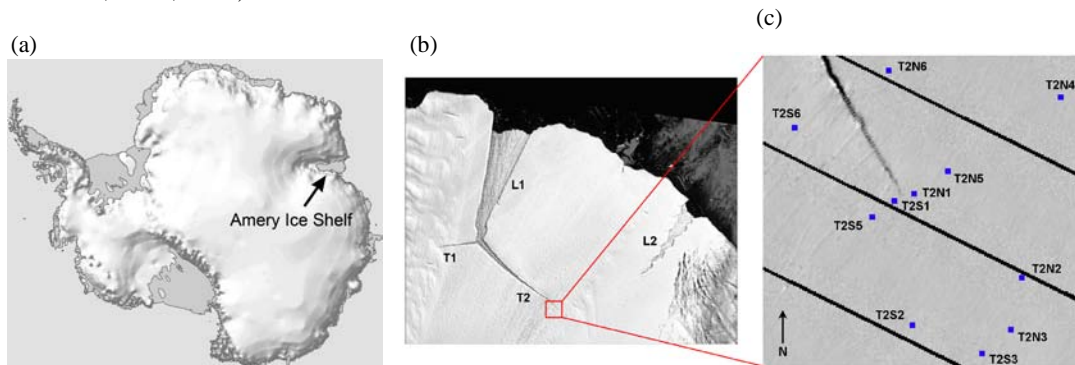 (a)
(b)
(c)
Amery Ice Shelf
L1
L2
T1
T2
T2N6
T2N4
T2S6
T2N5
T2N1
T2S1
T2S5
T2N2
T2S2
T2N3
T2S3
N